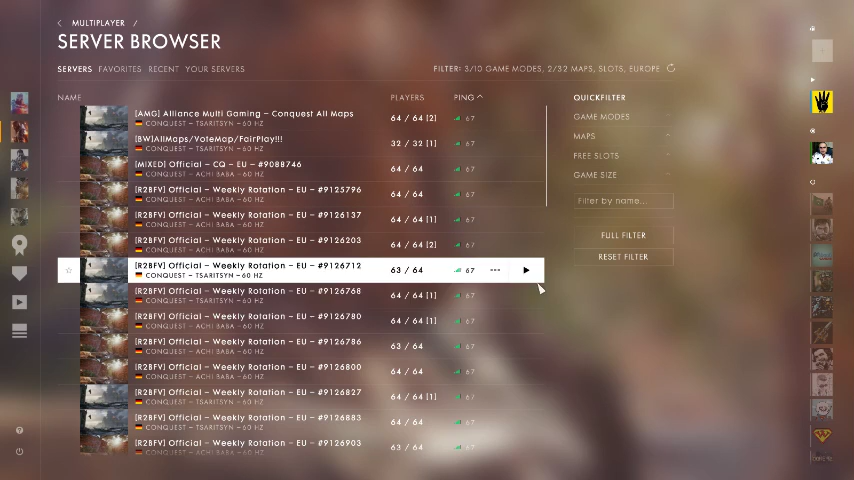 MULTIPLAYER /
SERVER BROWSER
SERVERS FAVORITES RECENT YOUR SERVERS
FILTER: 3/10 GAME MODES, 2/32 MAPS, SLOTS, EUROPE
NAME PLAYERS PING
[AMG] Alliance Multi Gaming - Conquest All Maps 64 / 64 [2] 67
CONQUEST - TSARITSYN - 60 HZ
[BW]AllMaps/VoteMap/FairPlay!!! 32 / 32 [1] 67
CONQUEST - TSARITSYN - 60 HZ
[MIXED] Official - CQ - EU - #9088746 64 / 64 67
CONQUEST - ACHI BABA - 60 HZ
[R2BFV] Official - Weekly Rotation - EU - #9125796 64 / 64 67
CONQUEST - ACHI BABA - 60 HZ
[R2BFV] Official - Weekly Rotation - EU - #9126137 64 / 64 [1] 67
CONQUEST - ACHI BABA - 60 HZ
[R2BFV] Official - Weekly Rotation - EU - #9126203 64 / 64 [2] 67
CONQUEST - ACHI BABA - 60 HZ
[R2BFV] Official - Weekly Rotation - EU - #9126712 63 / 64 67
CONQUEST - TSARITSYN - 60 HZ
[R2BFV] Official - Weekly Rotation - EU - #9126768 64 / 64 [1] 67
CONQUEST - TSARITSYN - 60 HZ
[R2BFV] Official - Weekly Rotation - EU - #9126780 64 / 64 [1] 67
CONQUEST - ACHI BABA - 60 HZ
[R2BFV] Official - Weekly Rotation - EU - #9126786 63 / 64 67
CONQUEST - ACHI BABA - 60 HZ
[R2BFV] Official - Weekly Rotation - EU - #9126800 64 / 64 67
CONQUEST - ACHI BABA - 60 HZ
[R2BFV] Official - Weekly Rotation - EU - #9126827 64 / 64 [1] 67
CONQUEST - TSARITSYN - 60 HZ
[R2BFV] Official - Weekly Rotation - EU - #9126883 64 / 64 67
CONQUEST - TSARITSYN - 60 HZ
[R2BFV] Official - Weekly Rotation - EU - #9126903 63 / 64 67
CONQUEST - ACHI BABA - 60 HZ
QUICKFILTER
GAME MODES
MAPS
FREE SLOTS
GAME SIZE
Filter by name...
FULL FILTER
RESET FILTER